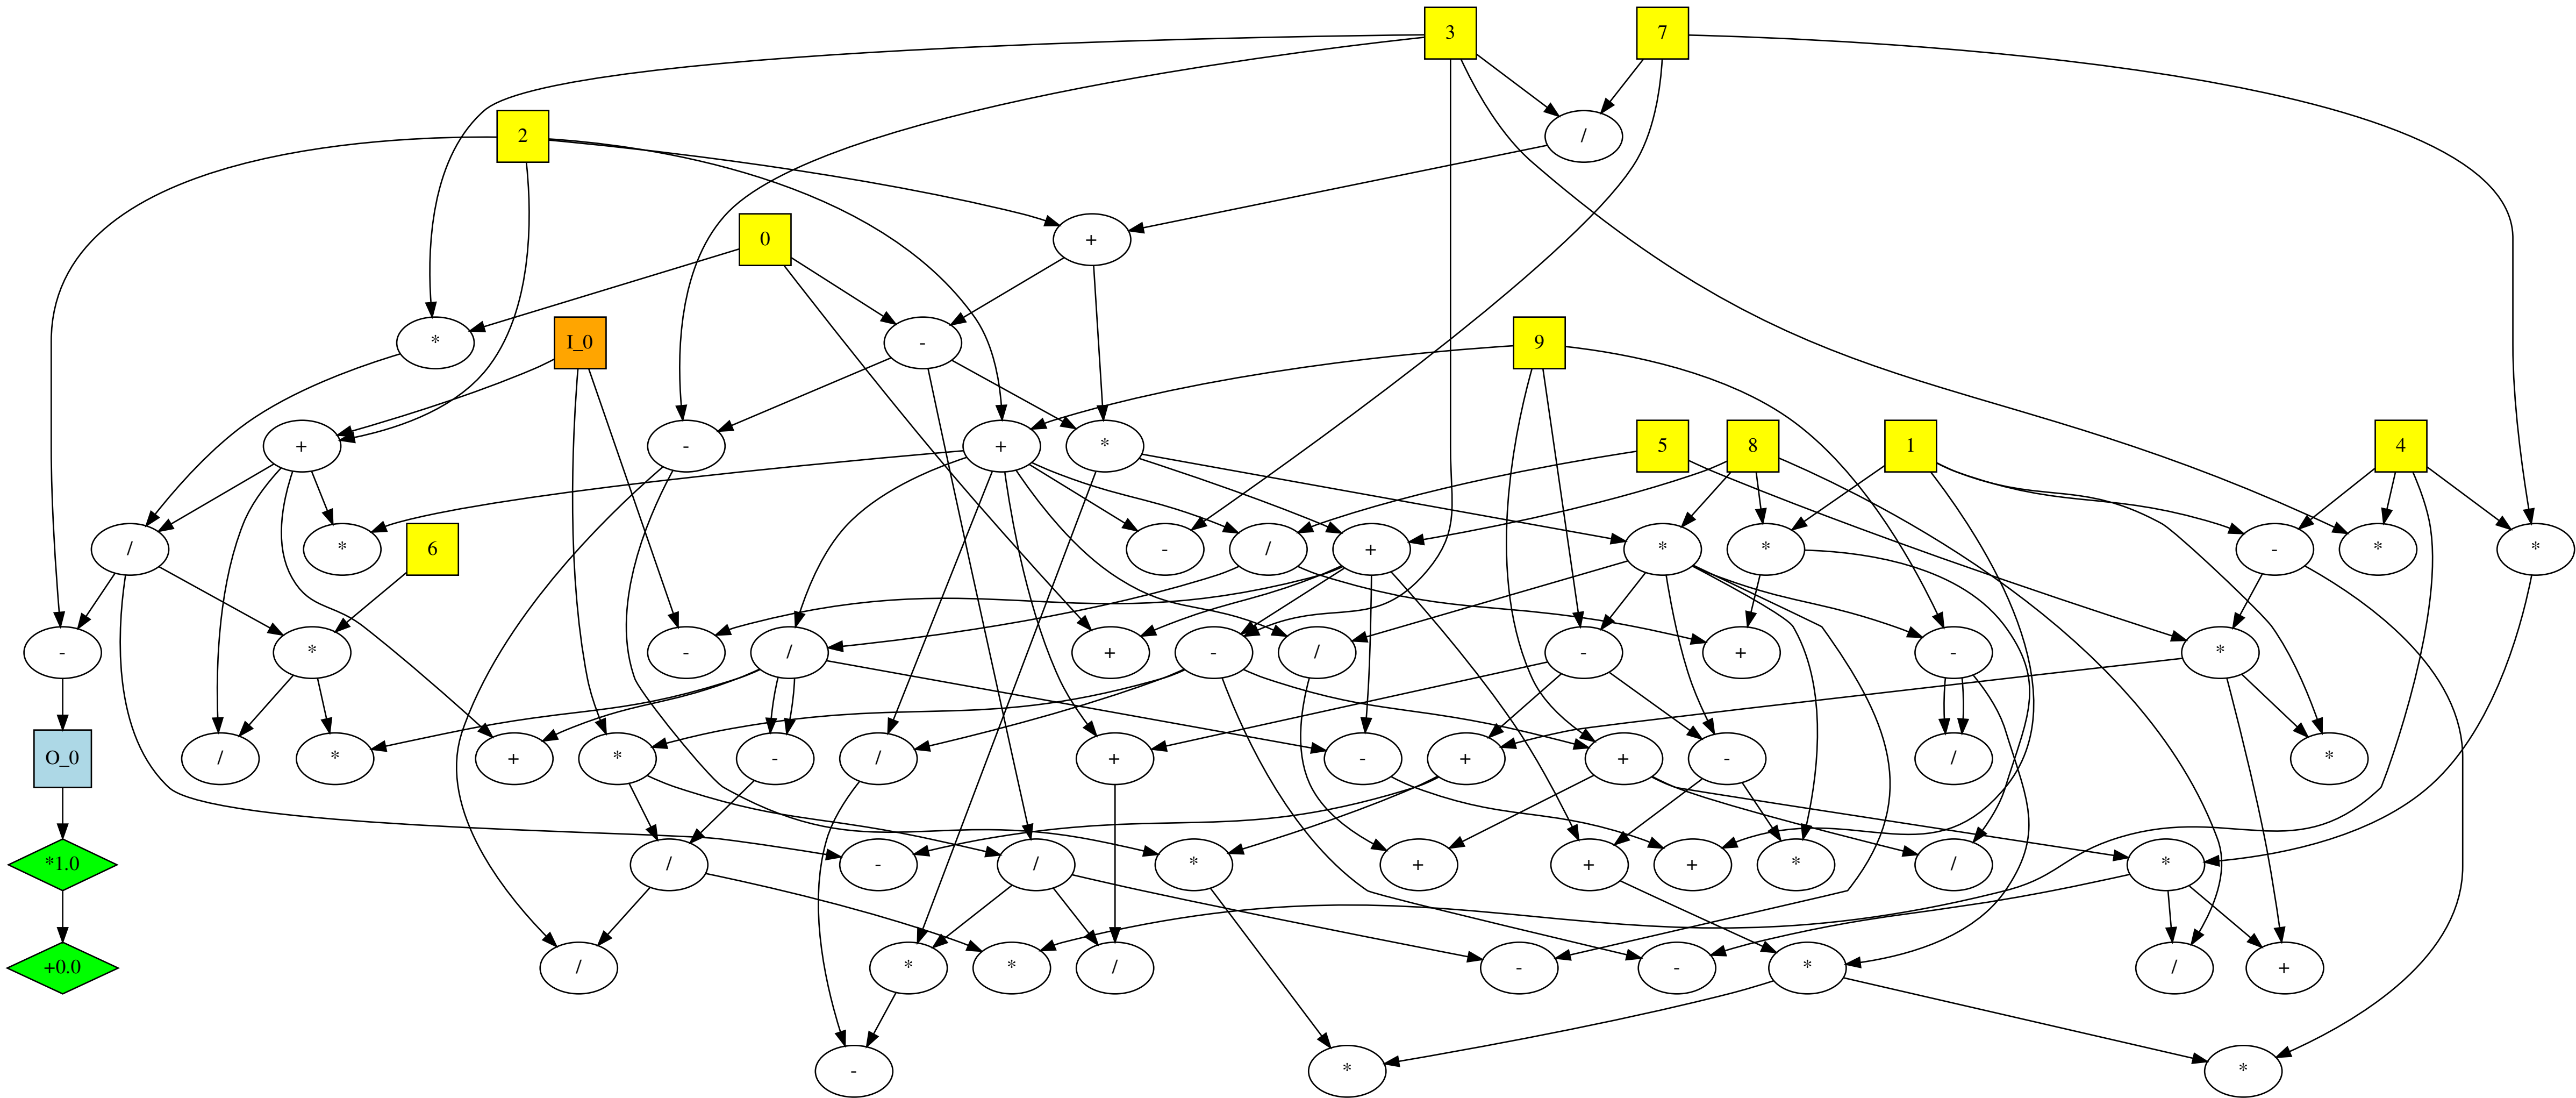 3 7
2 /
0 +
* I_0 - 9
+ - + * 5 8 1 4
/ * 6 - / + * * - * *
- * - / + - / - + - *
O_0 / * + * - / + - + + - / *
*1.0 / - / * + + + * / *
+0.0 / * * / - - * / +
- * *